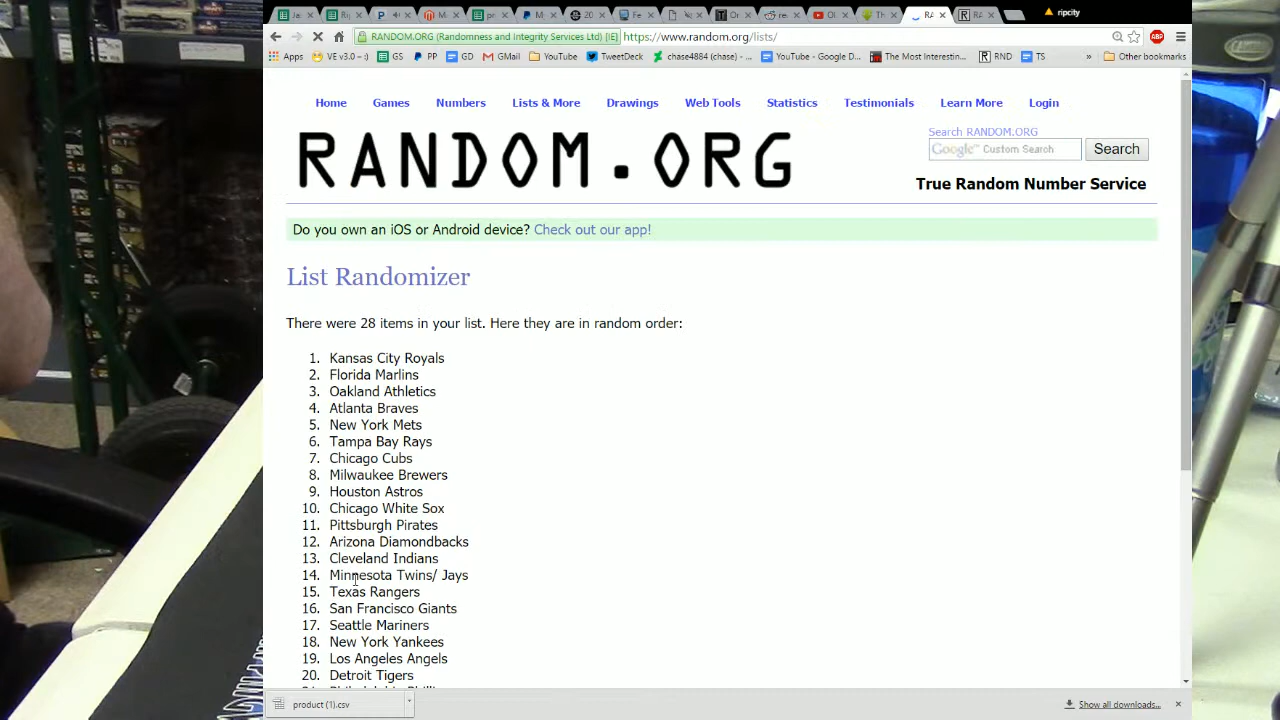 ripcity
RANDOM.ORG (Randomness and Integrity Services Ltd) [IE] https://www.random.org/lists/
Apps VE v3.0 – :) GS PP GD GMail YouTube TweetDeck chase4884 (chase) - ... YouTube - Google D... The Most Interestin... RND TS » Other bookmarks
Home Games Numbers Lists & More Drawings Web Tools Statistics Testimonials Learn More Login
RANDOM.ORG
Search RANDOM.ORG
Google™ Custom Search Search
True Random Number Service
Do you own an iOS or Android device? Check out our app!
List Randomizer
There were 28 items in your list. Here they are in random order:
1. Kansas City Royals
2. Florida Marlins
3. Oakland Athletics
4. Atlanta Braves
5. New York Mets
6. Tampa Bay Rays
7. Chicago Cubs
8. Milwaukee Brewers
9. Houston Astros
10. Chicago White Sox
11. Pittsburgh Pirates
12. Arizona Diamondbacks
13. Cleveland Indians
14. Minnesota Twins/ Jays
15. Texas Rangers
16. San Francisco Giants
17. Seattle Mariners
18. New York Yankees
19. Los Angeles Angels
20. Detroit Tigers
product (1).csv Show all downloads...